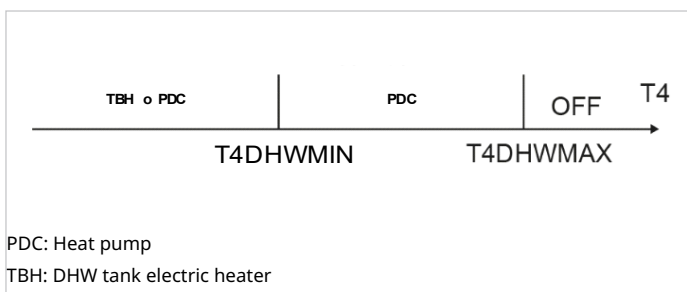 TBH o PDC PDC OFF T4
T4DHWMIN T4DHWMAX
PDC: Heat pump
TBH: DHW tank electric heater